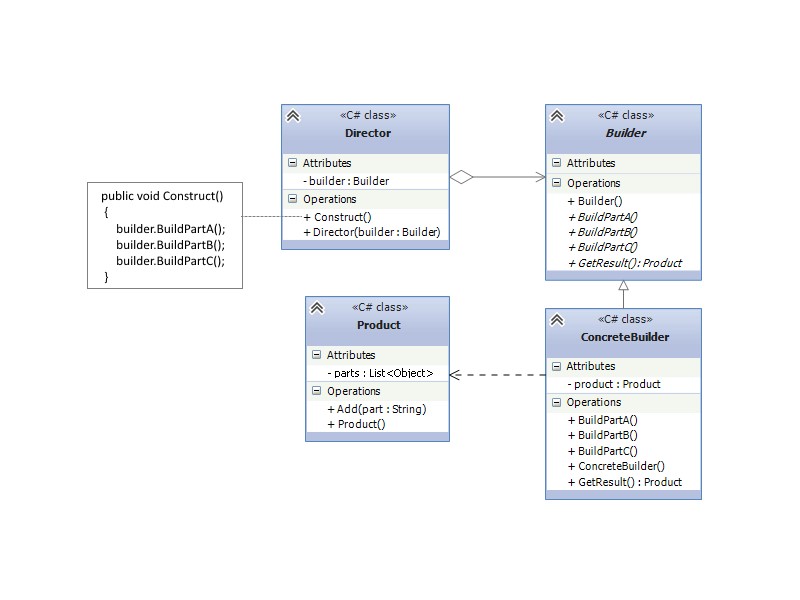 «C# class»
Director
Attributes
- builder : Builder
Operations
+ Construct()
+ Director(builder : Builder)
«C# class»
Builder
Attributes
Operations
+ Builder()
+ BuildPartA()
+ BuildPartB()
+ BuildPartC()
+ GetResult() : Product
public void Construct()
{
builder.BuildPartA();
builder.BuildPartB();
builder.BuildPartC();
}
«C# class»
Product
Attributes
- parts : List<Object>
Operations
+ Add(part : String)
+ Product()
«C# class»
ConcreteBuilder
Attributes
- product : Product
Operations
+ BuildPartA()
+ BuildPartB()
+ BuildPartC()
+ ConcreteBuilder()
+ GetResult() : Product